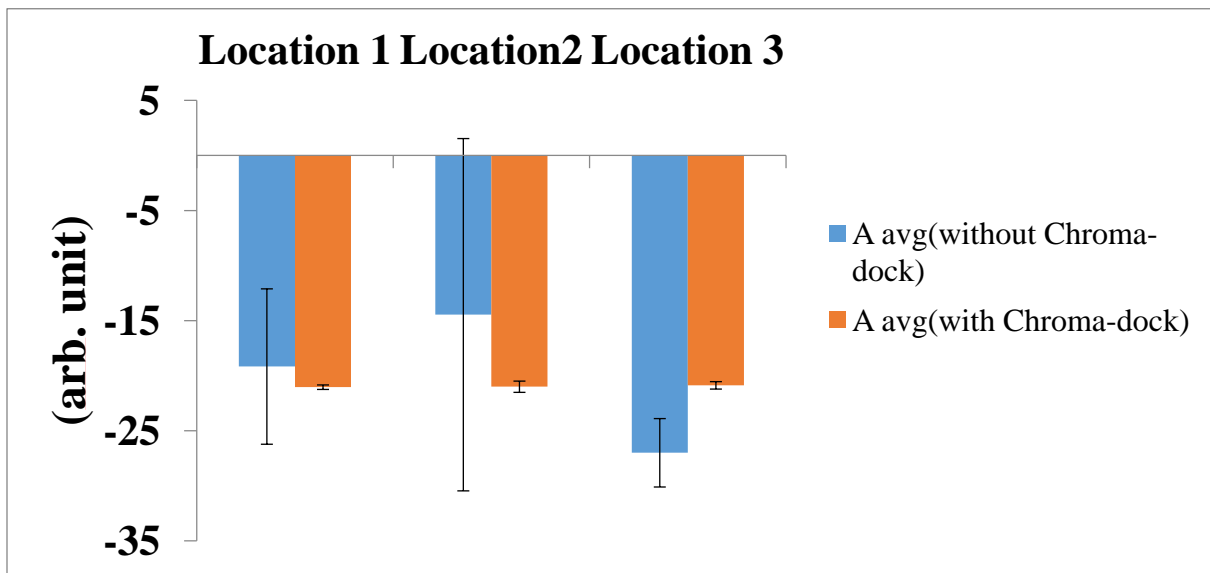 Location 1 Location2 Location 3
5
-5
-15
-25
-35
(arb. unit)
A avg(without Chroma-
dock)
A avg(with Chroma-dock)